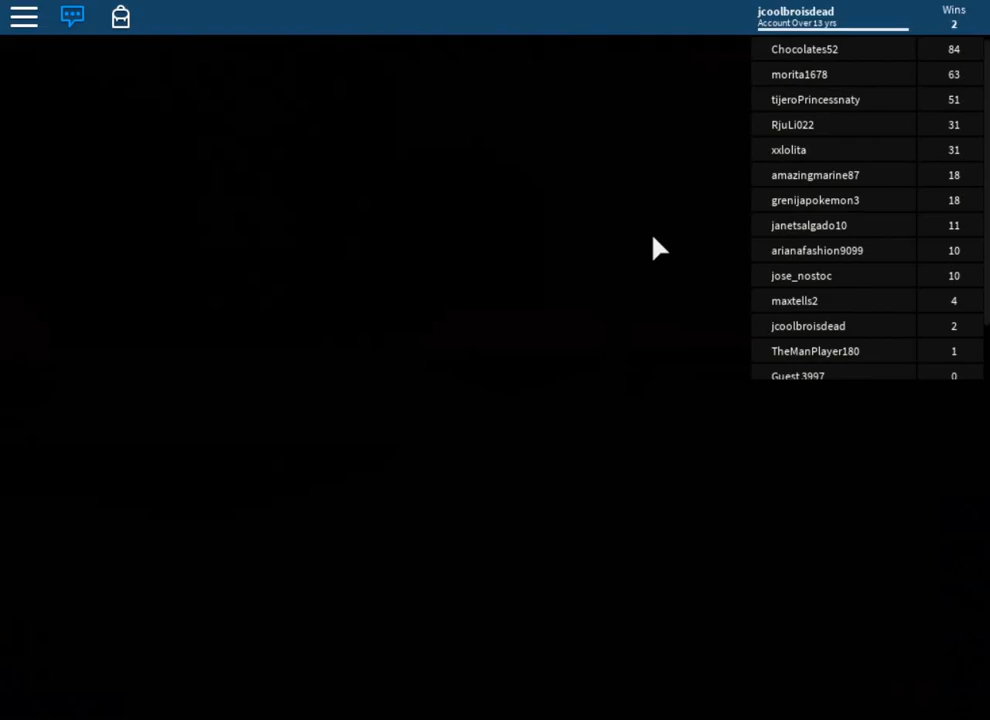 jcoolbroisdead Wins
Account Over 13 yrs 2
Chocolates52 84
morita1678 63
tijeroPrincessnaty 51
RjuLi022 31
xxlolita 31
amazingmarine87 18
grenijapokemon3 18
janetsalgado10 11
arianafashion9099 10
jose_nostoc 10
maxtells2 4
jcoolbroisdead 2
TheManPlayer180 1
Guest 3997 0